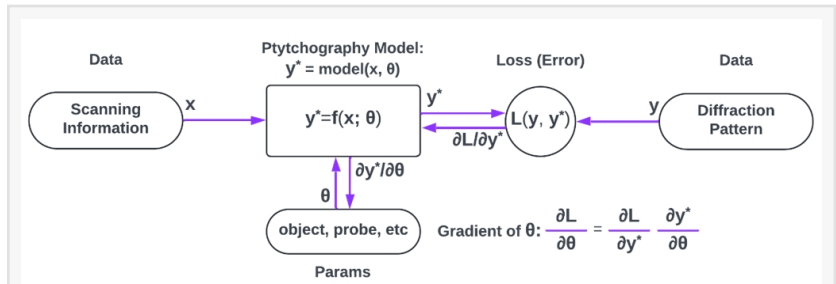 Data
Ptytchography Model:
y* = model(x, θ)
Loss (Error)
Data
Scanning
Information
x
y*=f(x; θ)
y*
∂L/∂y*
L(y, y*)
y
Diffraction
Pattern
θ
∂y*/∂θ
object, probe, etc
Params
Gradient of θ: ∂L/∂θ = ∂L/∂y* ∂y*/∂θ